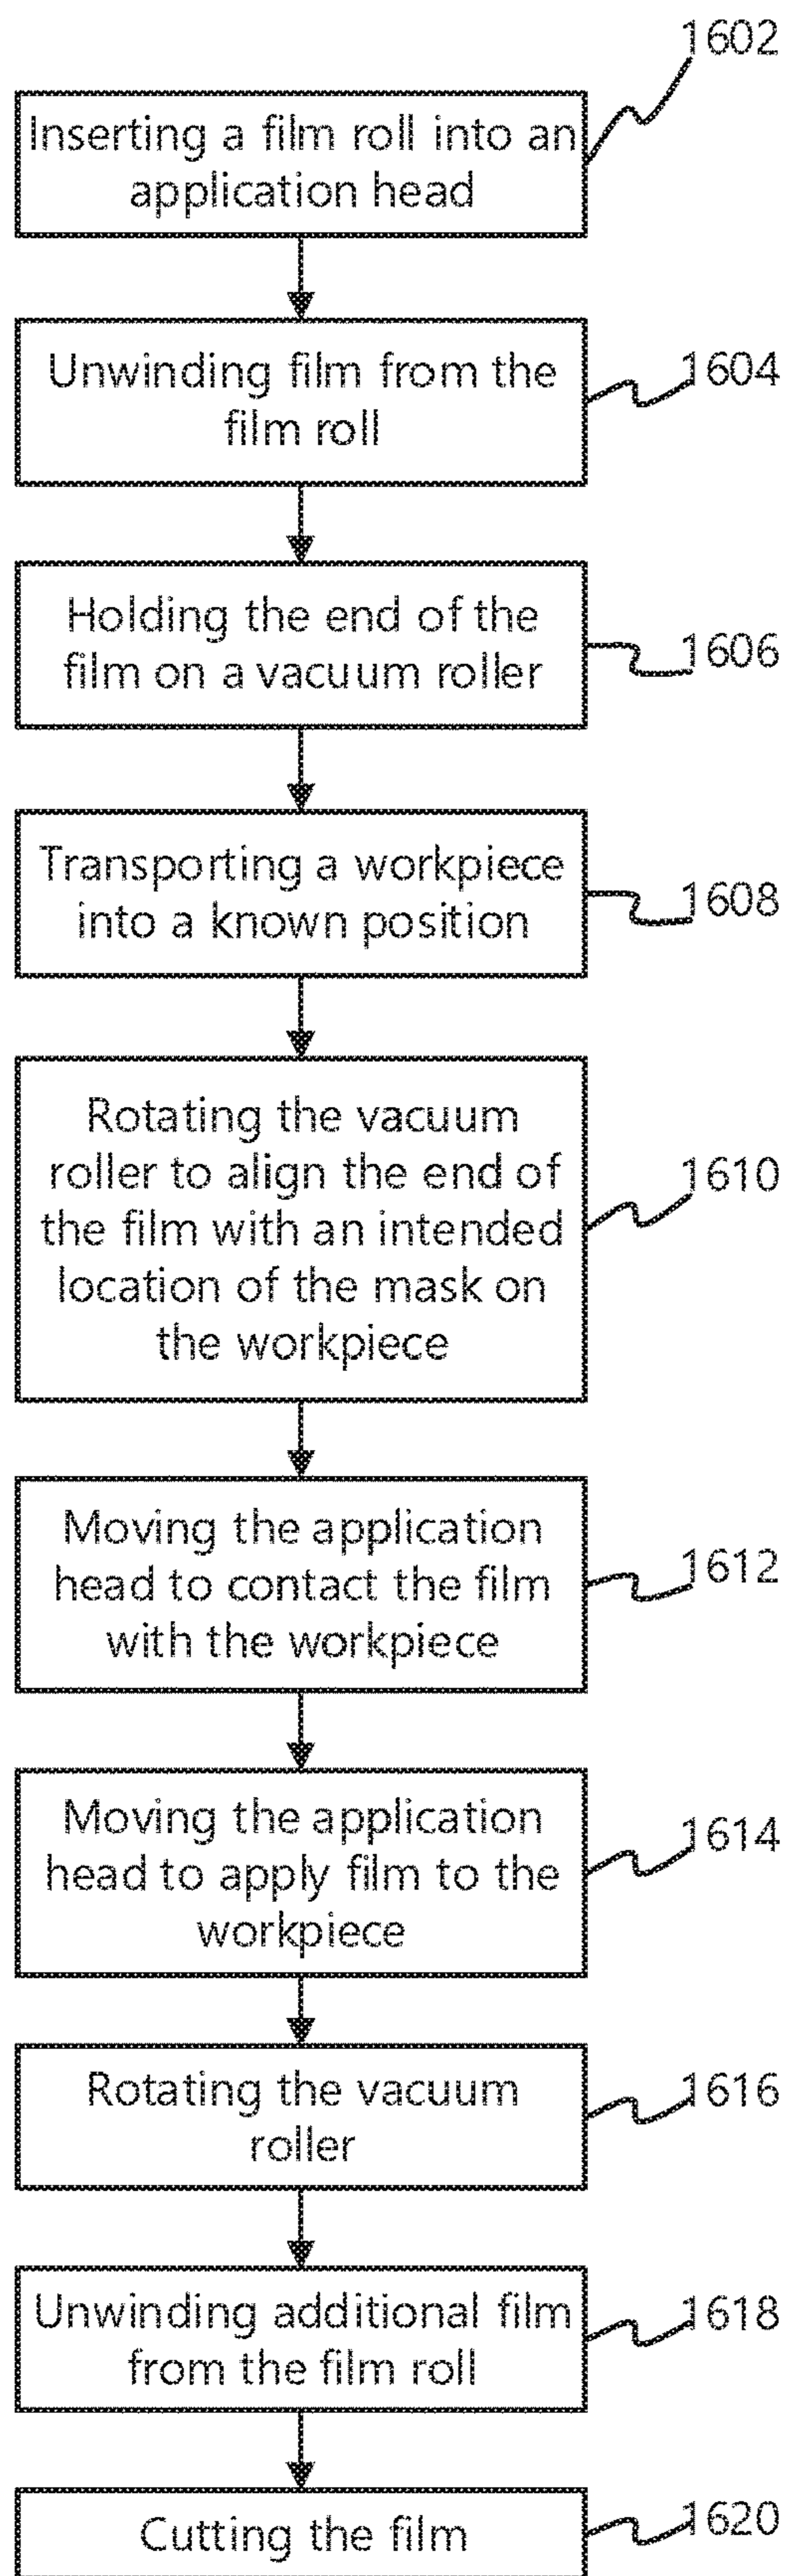 1602
Inserting a film roll into an
application head
Unwinding film from the
film roll
1604
Holding the end of the
film on a vacuum roller
1606
Transporting a workpiece
into a known position
1608
Rotating the vacuum
roller to align the end of
the film with an intended
location of the mask on
the workpiece
1610
Moving the application
head to contact the film
with the workpiece
1612
Moving the application
head to apply film to the
workpiece
1614
Rotating the vacuum
roller
1616
Unwinding additional film
from the film roll
1618
Cutting the film
1620